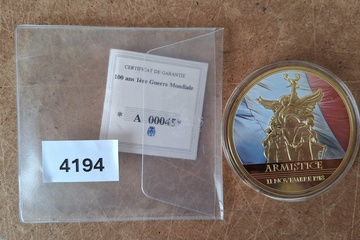 CERTIFICAT DE GARANTIE
100 ans 1ère Guerre Mondiale
* A 00045*
4194
ARMISTICE
11 NOVEMBRE 1918